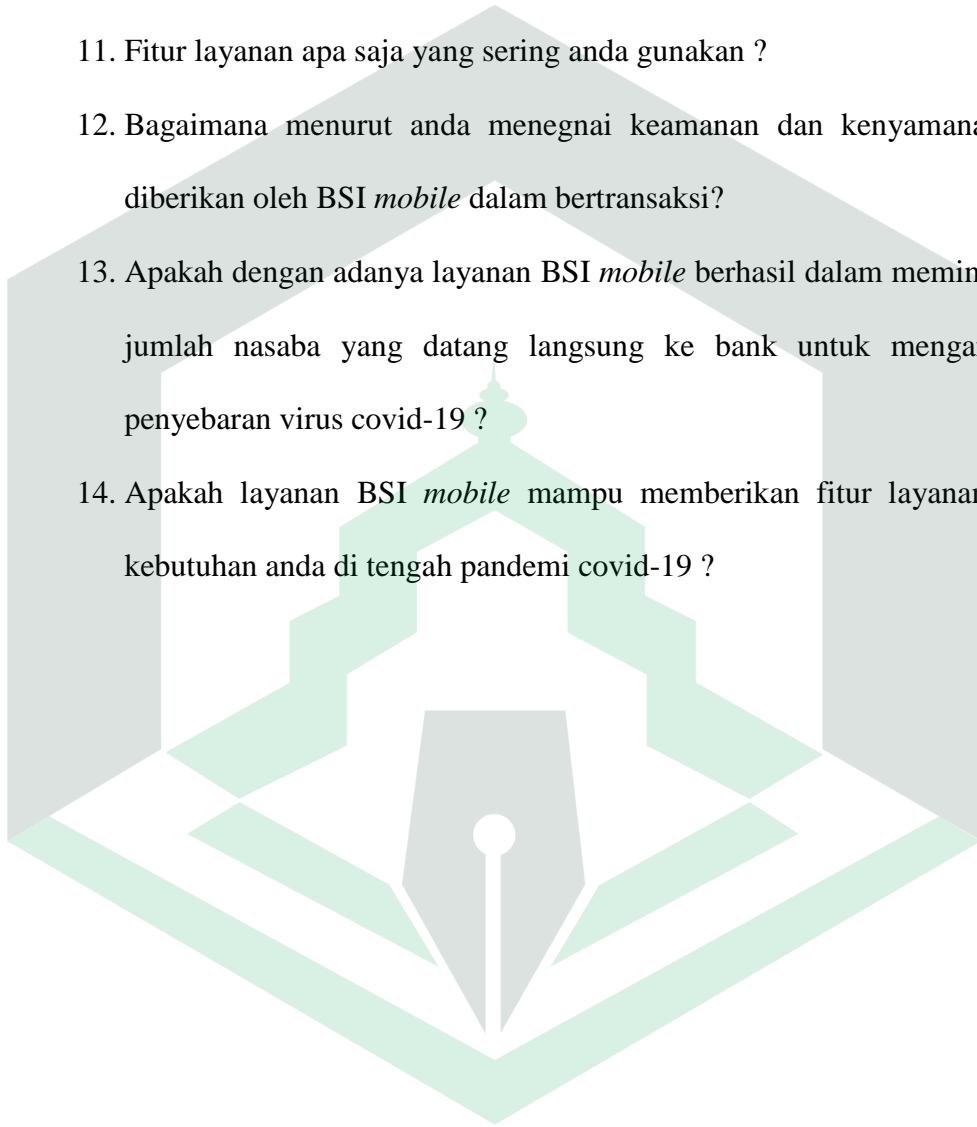 11. Fitur layanan apa saja yang sering anda gunakan ?
12. Bagaimana menurut anda menegnai keamanan dan
diberikan oleh BSI mobile dalam bertransaksi?
13. Apakah dengan adanya layanan BSI mobile berhasil dalam
jumlah nasaba yang datang langsung ke bank untuk
penyebaran virus covid-19 ?
14. Apakah layanan BSI mobile mampu memberikan fitur layanan
kebutuhan anda di tengah pandemi covid-19 ?